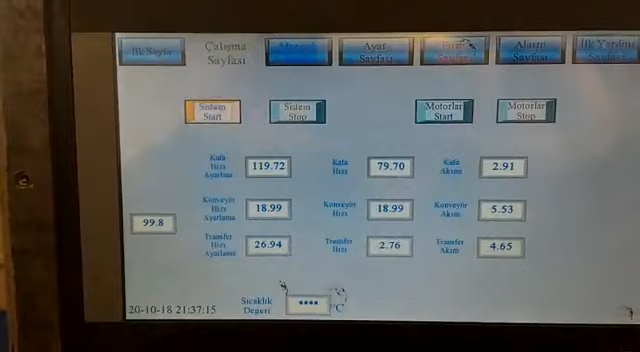 İlk Sayfa
Çalışma
Sayfası
Ayar
Sayfası
Alarm
Sayfası
İlk Yardım
Sistem
Start
Sistem
Stop
Motorlar
Start
Motorlar
Stop
Kafa
Hızı
Ayarlma
119.72
Kafa
Hızı
79.70
Kafa
Akımı
2.91
Konveyör
Hızı
Ayarlama
18.99
Konveyör
Hızı
18.99
Konveyör
Akım
5.53
99.8
Transfer
Hızı
Ayarlama
26.94
Transfer
Hızı
2.76
Transfer
Akım
4.65
20-10-18 21:37:15
Sıcaklık
Değeri
****
°C